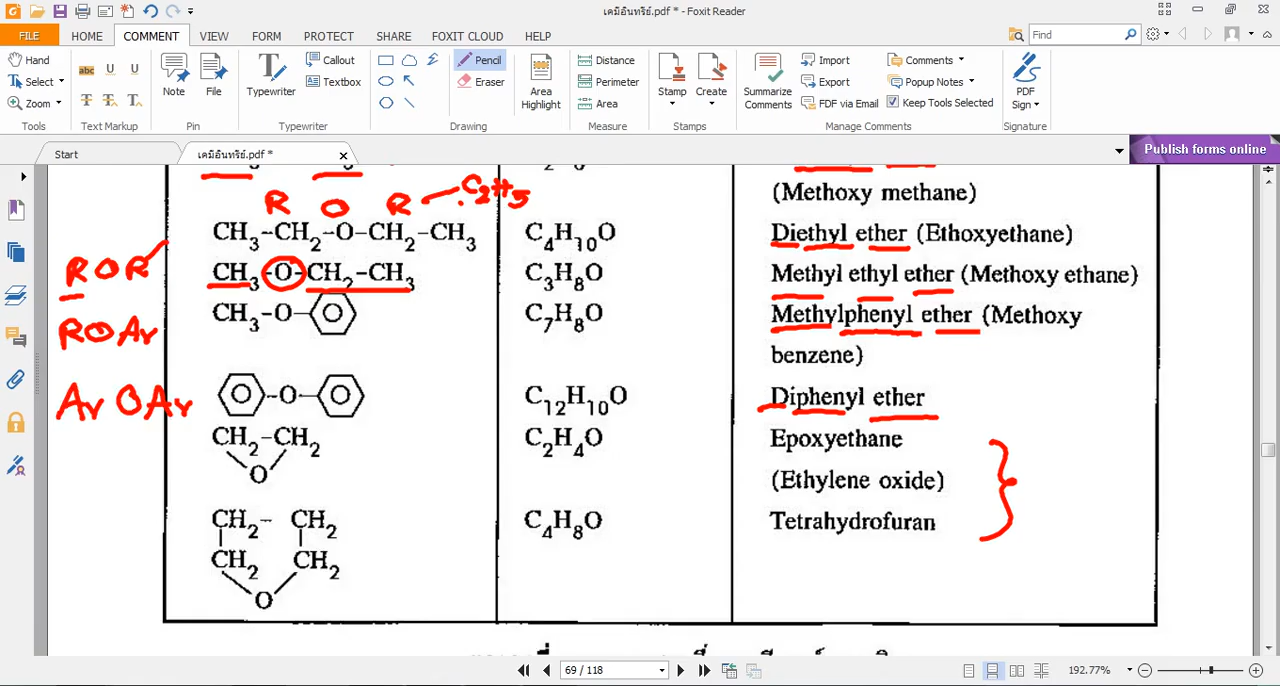 เคมีอินทรีย์.pdf * - Foxit Reader
FILE HOME COMMENT VIEW FORM PROTECT SHARE FOXIT CLOUD HELP Find
Hand
Select
Zoom
Tools
Text Markup
Note File
Pin
Typewriter
Callout
Textbox
Typewriter
Pencil
Eraser
Drawing
Area Highlight
Distance
Perimeter
Area
Measure
Stamp Create
Stamps
Summarize Comments
Import
Export
FDF via Email
Comments
Popup Notes
Keep Tools Selected
Manage Comments
PDF Sign
Signature
Start เคมีอินทรีย์.pdf * Publish forms online
(Methoxy methane)
R O R C₂H₅
CH₃-CH₂-O-CH₂-CH₃ C₄H₁₀O Diethyl ether (Ethoxyethane)
ROR CH₃-O-CH₂-CH₃ C₃H₈O Methyl ethyl ether (Methoxy ethane)
ROAr CH₃-O- C₇H₈O Methylphenyl ether (Methoxy
benzene)
ArOAr -O- C₁₂H₁₀O Diphenyl ether
CH₂-CH₂ C₂H₄O Epoxyethane
O (Ethylene oxide)
CH₂- CH₂ C₄H₈O Tetrahydrofuran
CH₂ CH₂
O
69 / 118 192.77%